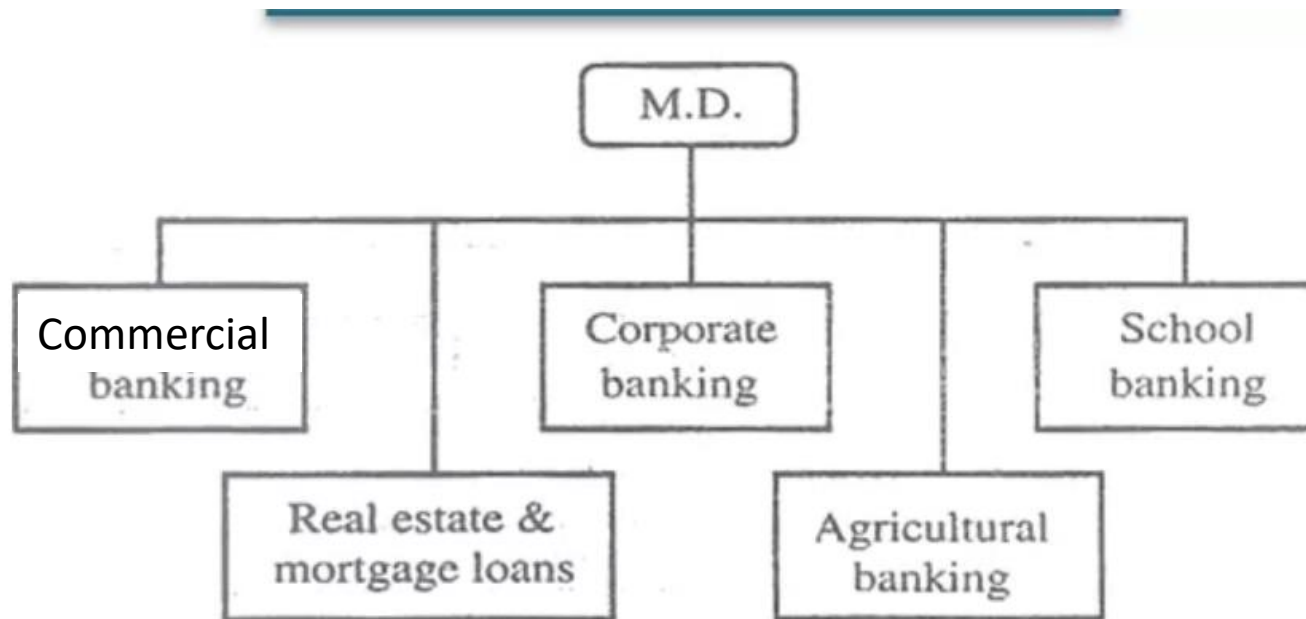 M.D.
Commercial
banking
Corporate
banking
School
banking
Real estate &
mortgage loans
Agricultural
banking